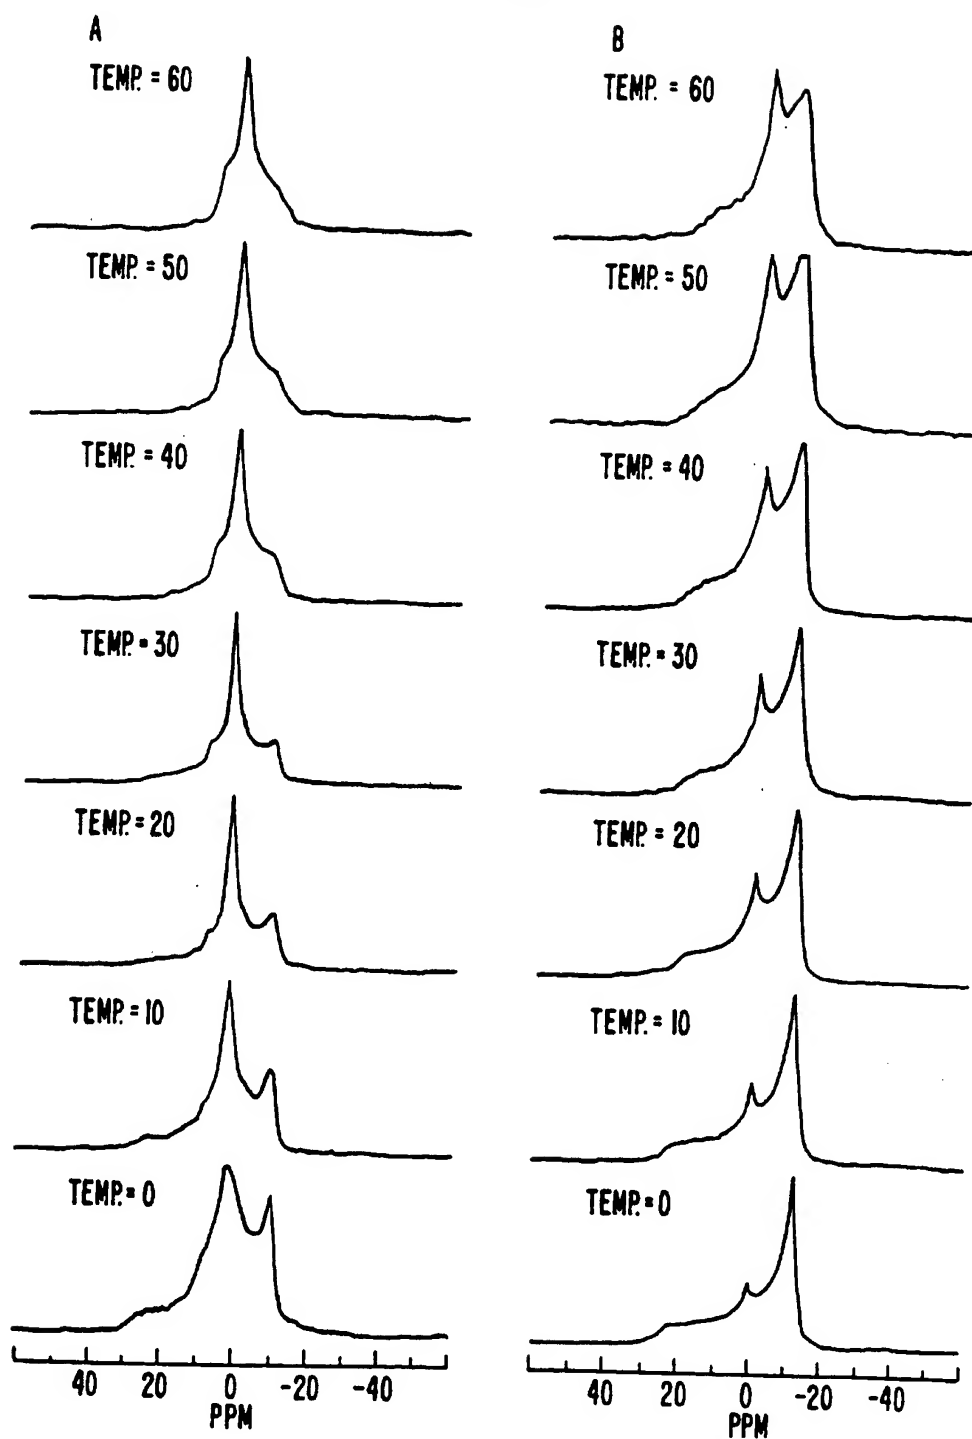 A
TEMP. = 60
TEMP. = 50
TEMP. = 40
TEMP. = 30
TEMP. = 20
TEMP. = 10
TEMP. = 0
40 20 0 -20 -40
PPM
B
TEMP. = 60
TEMP. = 50
TEMP. = 40
TEMP. = 30
TEMP. = 20
TEMP. = 10
TEMP. = 0
40 20 0 -20 -40
PPM